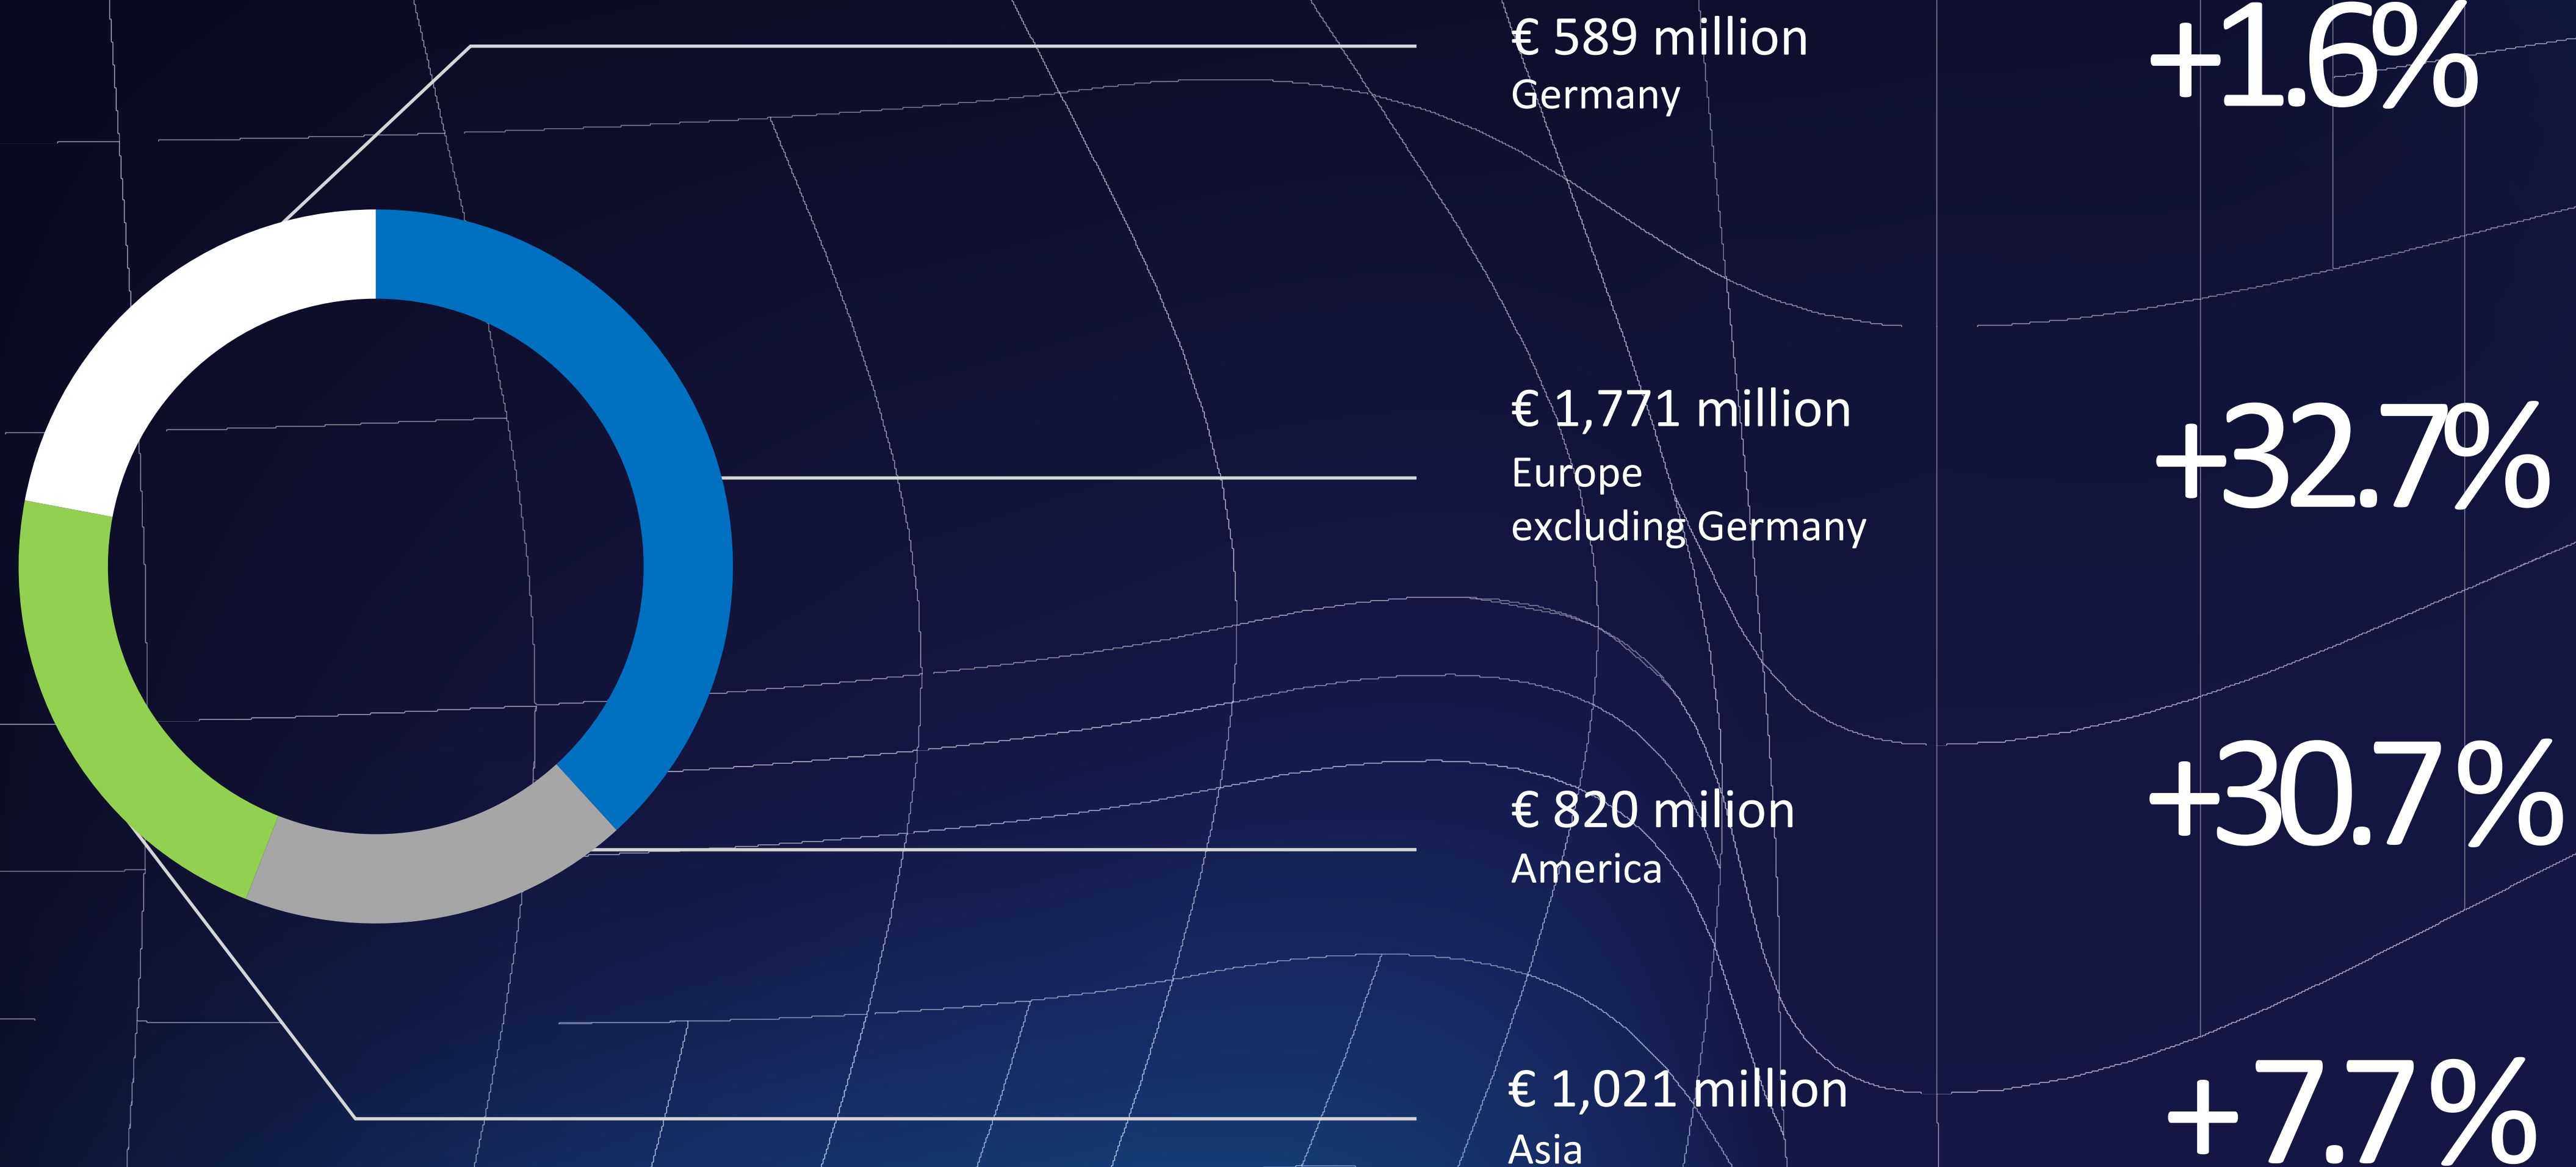 € 589 million
Germany
+1.6%
€ 1,771 million
Europe
excluding Germany
+32.7%
€ 820 milion
America
+30.7%
€ 1,021 million
Asia
+7.7%